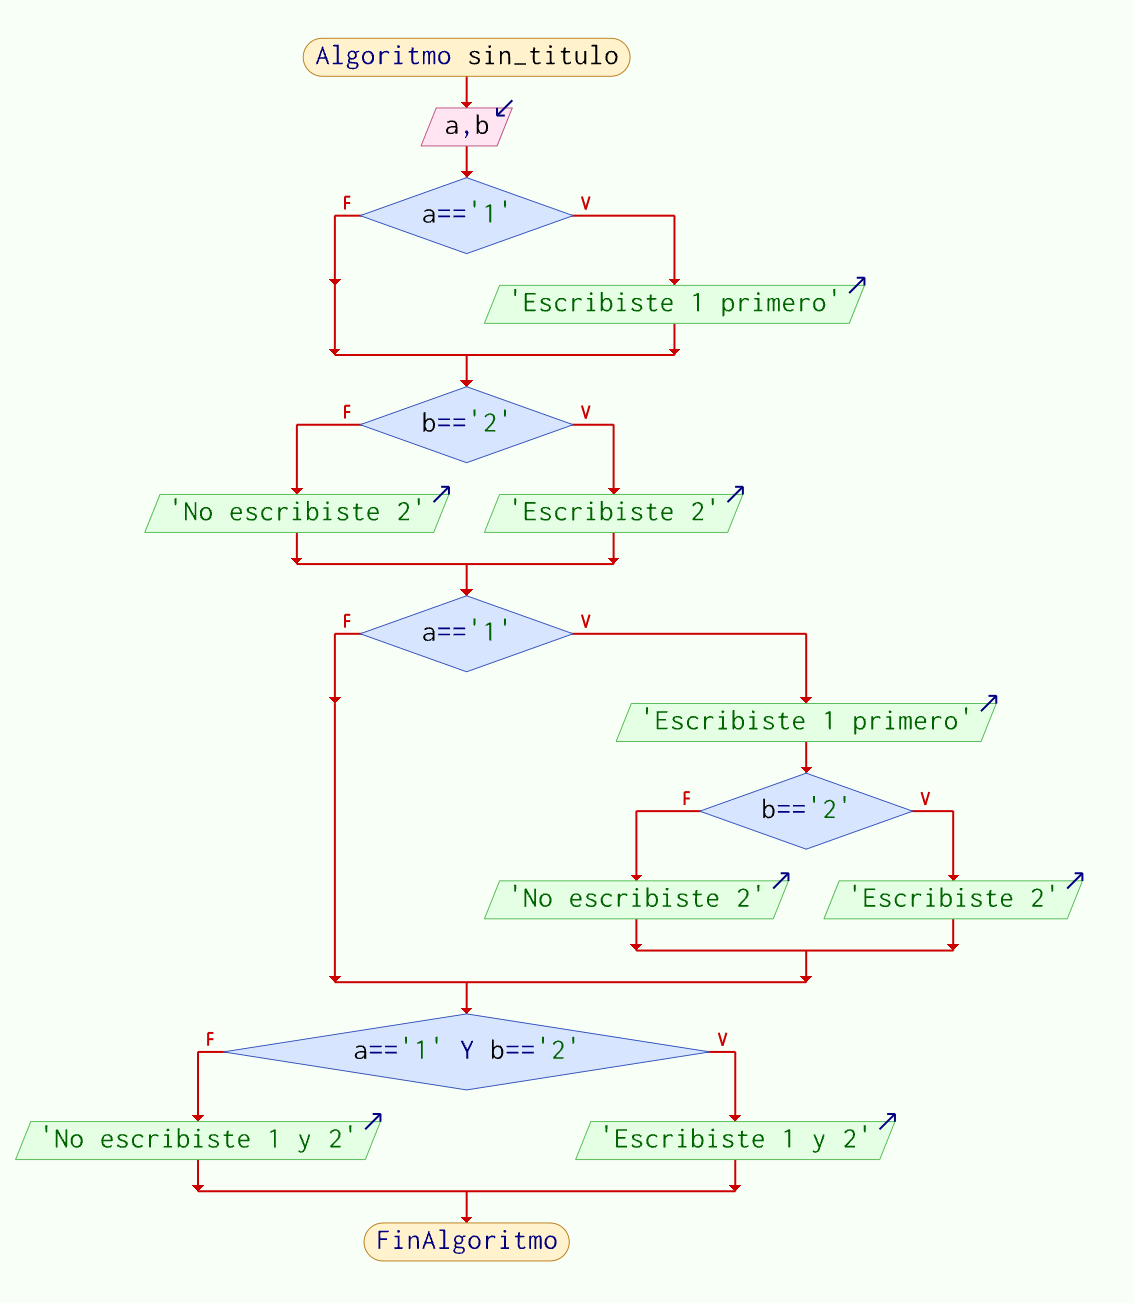 Algoritmo sin_titulo
a,b
F
V
a=='1'
'Escribiste 1 primero'
F
V
b=='2'
'No escribiste 2'
'Escribiste 2'
F
V
a=='1'
'Escribiste 1 primero'
F
V
b=='2'
'No escribiste 2'
'Escribiste 2'
F
V
a=='1' Y b=='2'
'No escribiste 1 y 2'
'Escribiste 1 y 2'
FinAlgoritmo